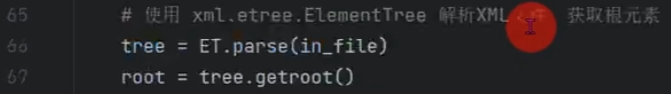 65 # 使用 xml.etree.ElementTree 解析XML 获取根元素
66 tree = ET.parse(in_file)
67 root = tree.getroot()